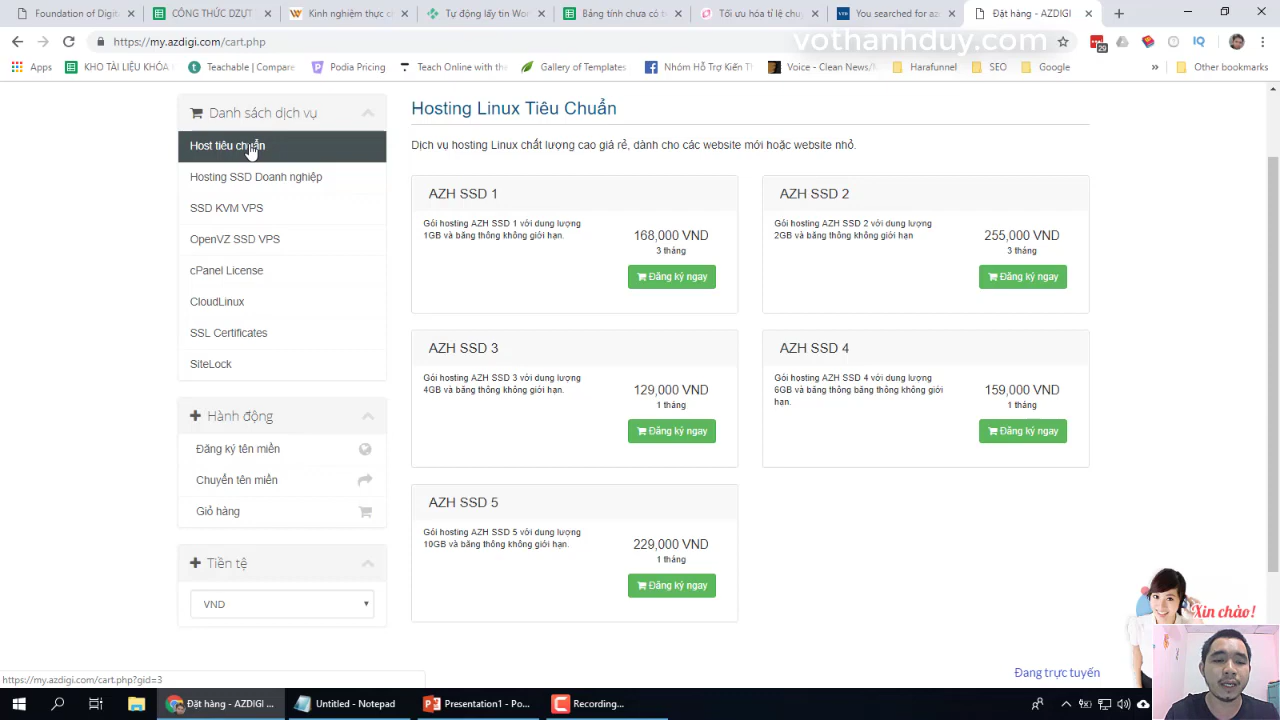 Foundation of Digita
CÔNG THỨC DZỰT
Kinh nghiệm thực c
Tự động lấy tin W
Bảng tính chưa có t
Tối ưu hóa tỉ lệ chu
You searched for az
Đặt hàng - AZDIGI
https://my.azdigi.com/cart.php
vothanhduy.com
29
IQ
Apps
KHO TÀI LIỆU KHÓA
Teachable | Compare
Podia Pricing
Teach Online with the
Gallery of Templates
Nhóm Hỗ Trợ Kiến T
Voice - Clean News/
Harafunnel
SEO
Google
»
Other bookmarks
Danh sách dịch vụ
Host tiêu chuẩn
Hosting SSD Doanh nghiệp
SSD KVM VPS
OpenVZ SSD VPS
cPanel License
CloudLinux
SSL Certificates
SiteLock
Hành động
Đăng ký tên miền
Chuyển tên miền
Giỏ hàng
Tiền tệ
VND
Hosting Linux Tiêu Chuẩn
Dịch vụ hosting Linux chất lượng cao giá rẻ, dành cho các website mới hoặc website nhỏ.
AZH SSD 1
Gói hosting AZH SSD 1 với dung lượng
1GB và băng thông không giới hạn.
168,000 VND
3 tháng
Đăng ký ngay
AZH SSD 2
Gói hosting AZH SSD 2 với dung lượng
2GB và băng thông không giới hạn
255,000 VND
3 tháng
Đăng ký ngay
AZH SSD 3
Gói hosting AZH SSD 3 với dung lượng
4GB và băng thông không giới hạn.
129,000 VND
1 tháng
Đăng ký ngay
AZH SSD 4
Gói hosting AZH SSD 4 với dung lượng
6GB và băng thông băng thông không giới
hạn.
159,000 VND
1 tháng
Đăng ký ngay
AZH SSD 5
Gói hosting AZH SSD 5 với dung lượng
10GB và băng thông không giới hạn.
229,000 VND
1 tháng
Đăng ký ngay
Xin chào!
Đang trực tuyến
https://my.azdigi.com/cart.php?gid=3
Đặt hàng - AZDIGI ...
Untitled - Notepad
Presentation1 - Po...
Recording...